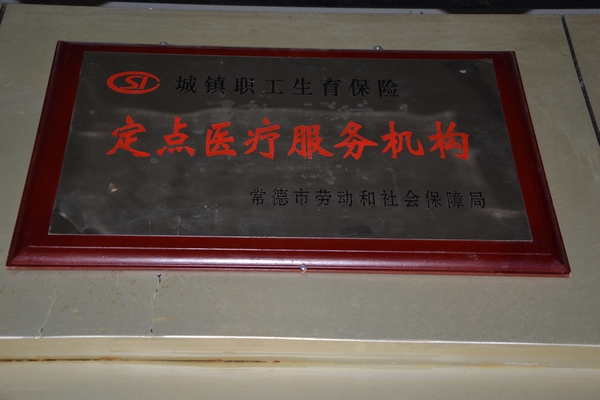 SI 城镇职工生育保险
定点医疗服务机构
常德市劳动和社会保障局